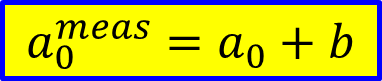 $a_0^{meas} = a_0 + b$